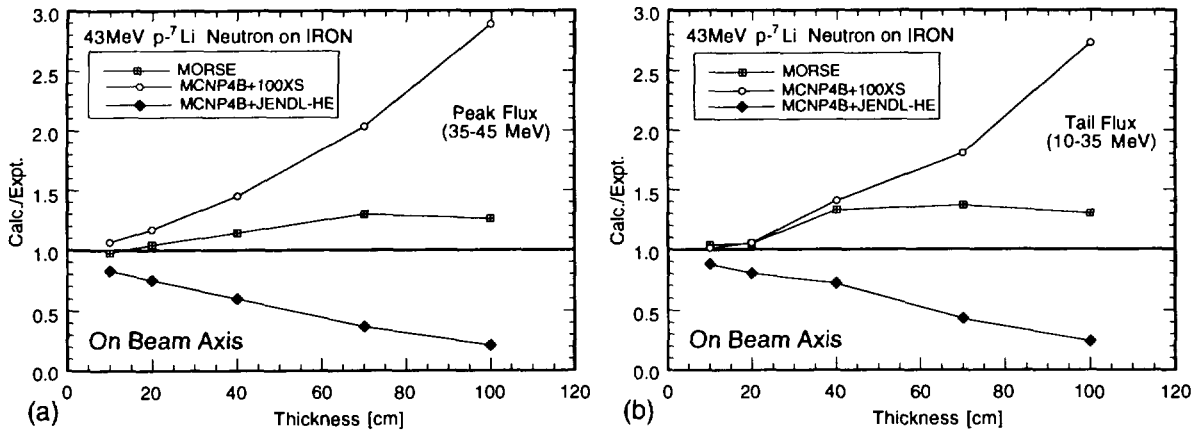 43MeV p-⁷Li Neutron on IRON
MORSE
MCNP4B+100XS
MCNP4B+JENDL-HE
Peak Flux
(35-45 MeV)
On Beam Axis
Calc./Expt.
3.0
2.5
2.0
1.5
1.0
0.5
0.0
0 20 40 60 80 100 120
Thickness [cm]
(a)
43MeV p-⁷Li Neutron on IRON
MORSE
MCNP4B+100XS
MCNP4B+JENDL-HE
Tail Flux
(10-35 MeV)
On Beam Axis
Calc./Expt.
3.0
2.5
2.0
1.5
1.0
0.5
0.0
0 20 40 60 80 100 120
Thickness [cm]
(b)